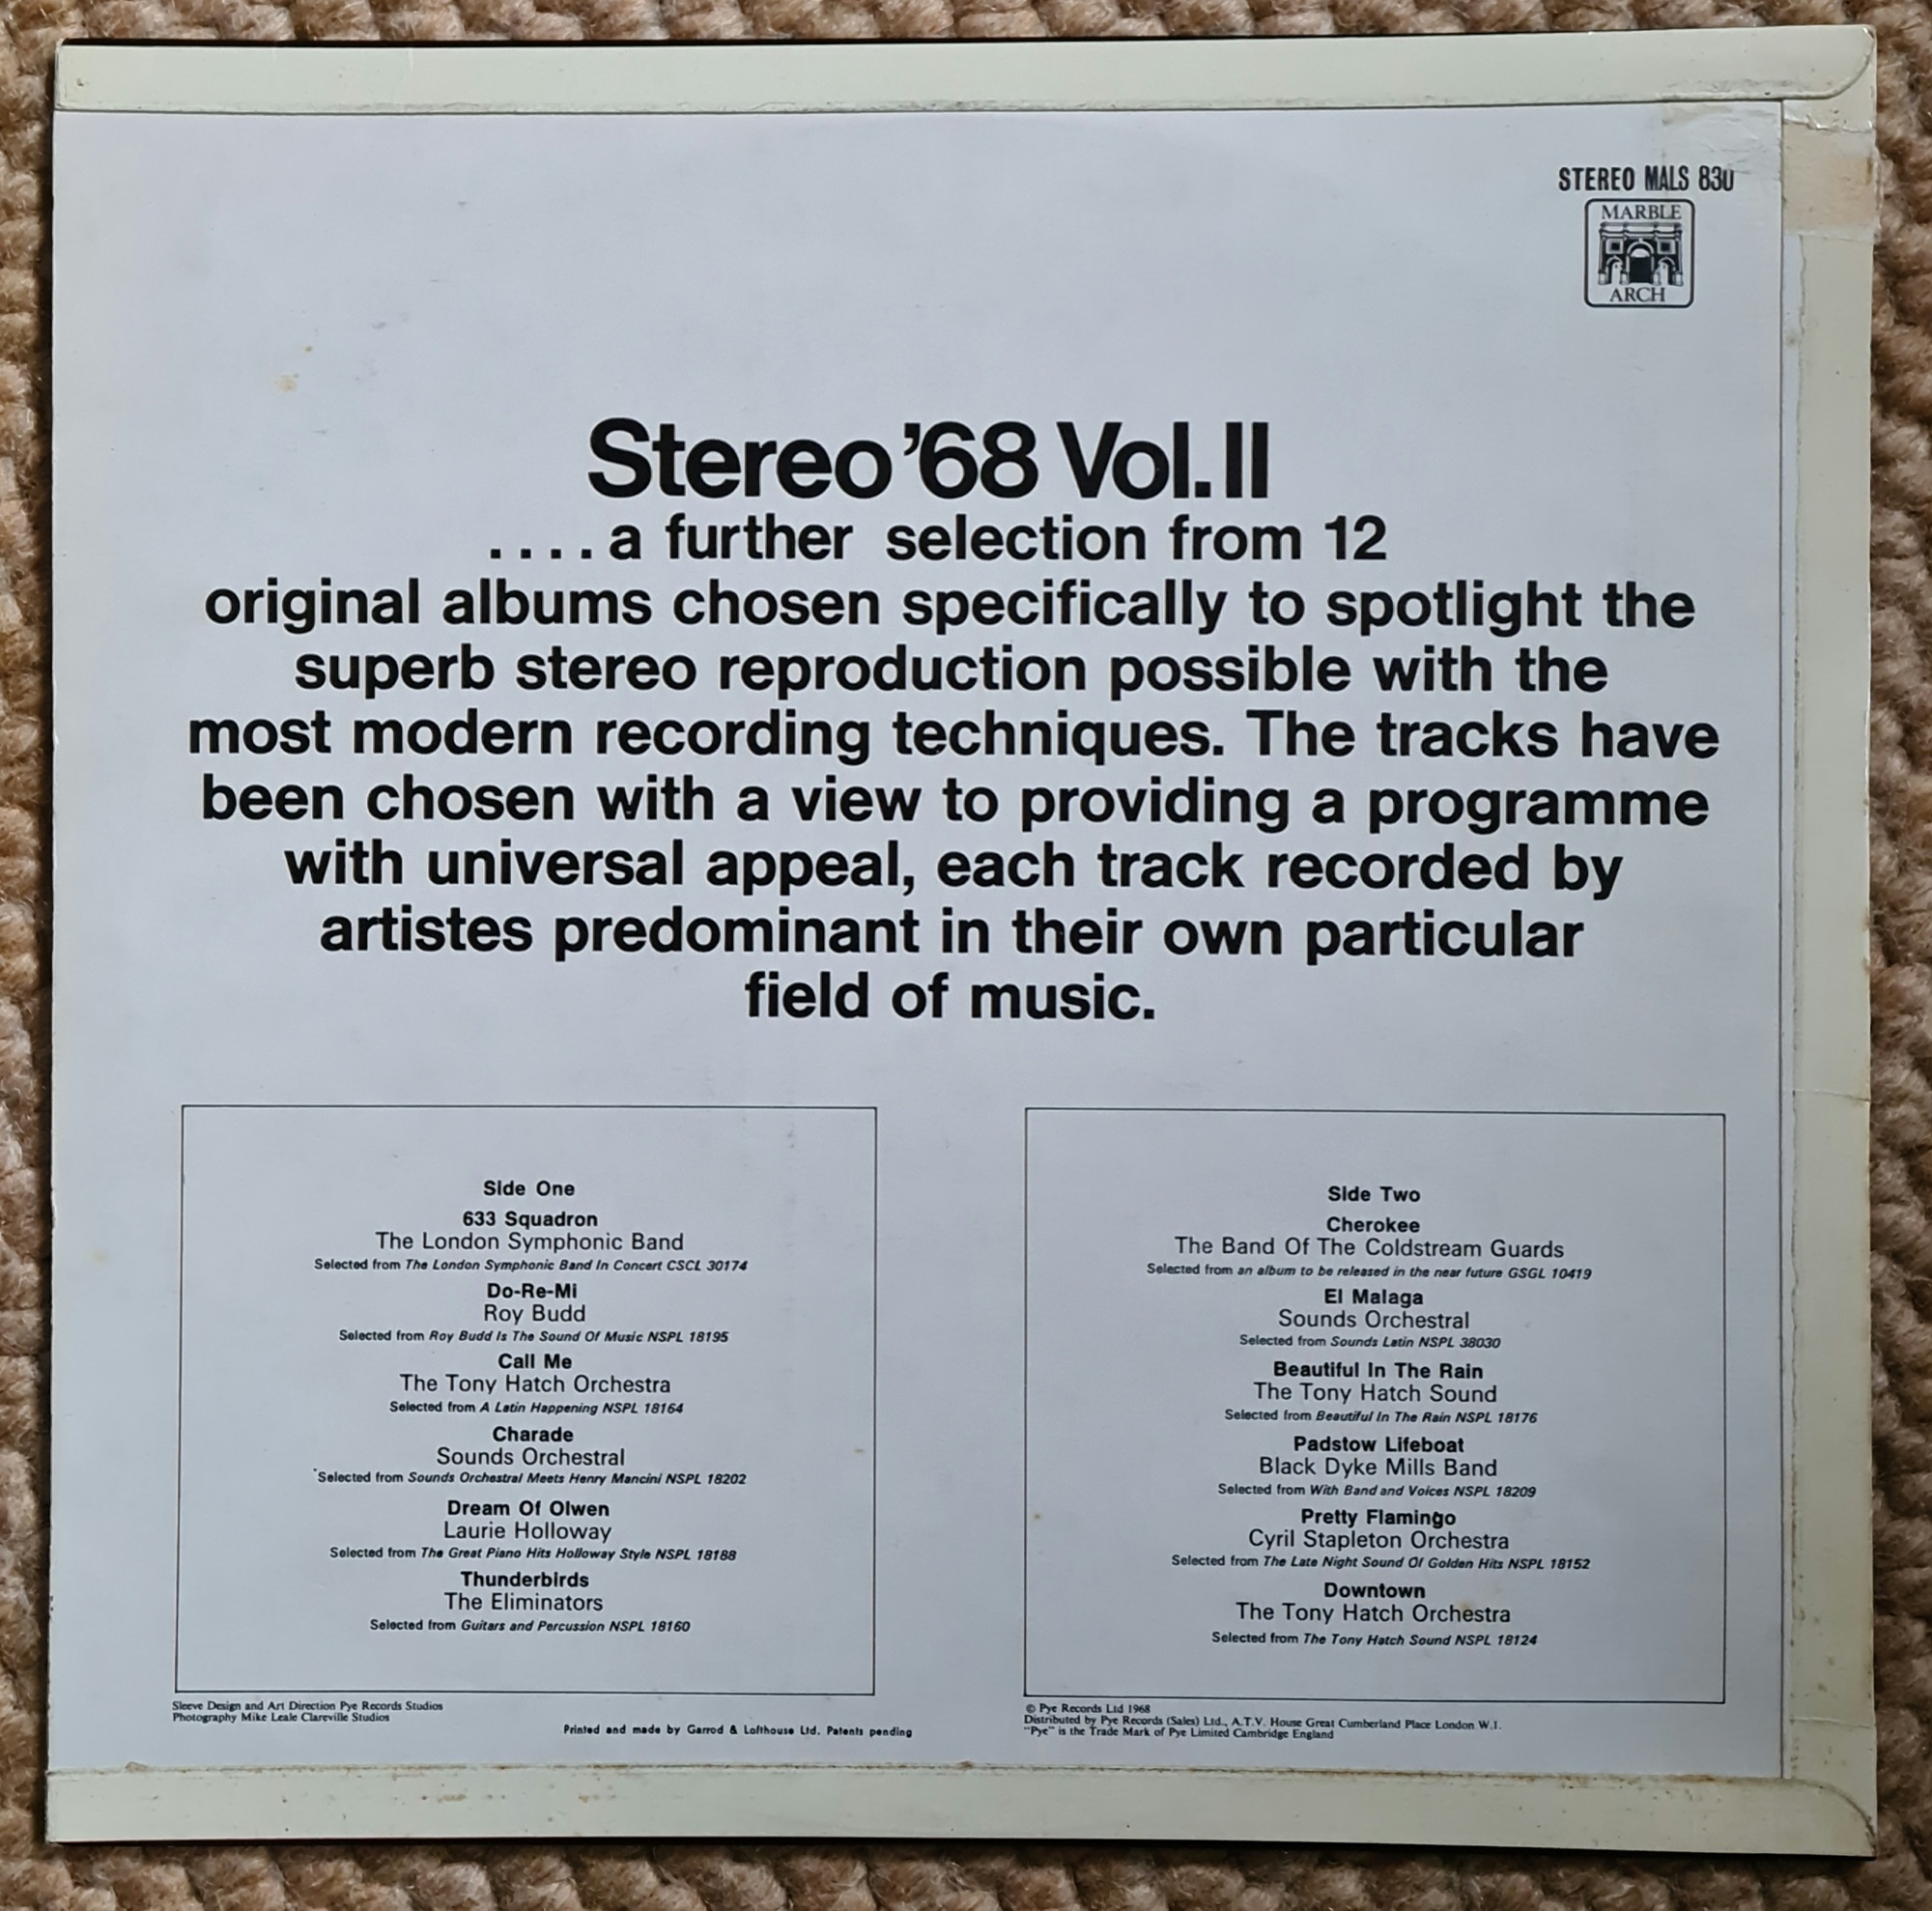 STEREO MALS 830
MARBLE
ARCH
Stereo '68 Vol. II
....a further selection from 12
original albums chosen specifically to spotlight the
superb stereo reproduction possible with the
most modern recording techniques. The tracks have
been chosen with a view to providing a programme
with universal appeal, each track recorded by
artistes predominant in their own particular
field of music.
Side One
633 Squadron
The London Symphonic Band
Selected from The London Symphonic Band In Concert CSCL 30174
Do-Re-Mi
Roy Budd
Selected from Roy Budd Is The Sound Of Music NSPL 18195
Call Me
The Tony Hatch Orchestra
Selected from A Latin Happening NSPL 18164
Charade
Sounds Orchestral
Selected from Sounds Orchestral Meets Henry Mancini NSPL 18202
Dream Of Olwen
Laurie Holloway
Selected from The Great Piano Hits Holloway Style NSPL 18188
Thunderbirds
The Eliminators
Selected from Guitars and Percussion NSPL 18160
Side Two
Cherokee
The Band Of The Coldstream Guards
Selected from an album to be released in the near future GSGL 10419
El Malaga
Sounds Orchestral
Selected from Sounds Latin NSPL 38030
Beautiful In The Rain
The Tony Hatch Sound
Selected from Beautiful In The Rain NSPL 18176
Padstow Lifeboat
Black Dyke Mills Band
Selected from With Band and Voices NSPL 18209
Pretty Flamingo
Cyril Stapleton Orchestra
Selected from The Late Night Sound Of Golden Hits NSPL 18152
Downtown
The Tony Hatch Orchestra
Selected from The Tony Hatch Sound NSPL 18124
Sleeve Design and Art Direction Pye Records Studios
Photography Mike Leale Clareville Studios
Printed and made by Garrod & Lofthouse Ltd. Patents pending
© Pye Records Ltd 1968
Distributed by Pye Records (Sales) Ltd., A.T.V. House Great Cumberland Place London W.1.
"Pye" is the Trade Mark of Pye Limited Cambridge England